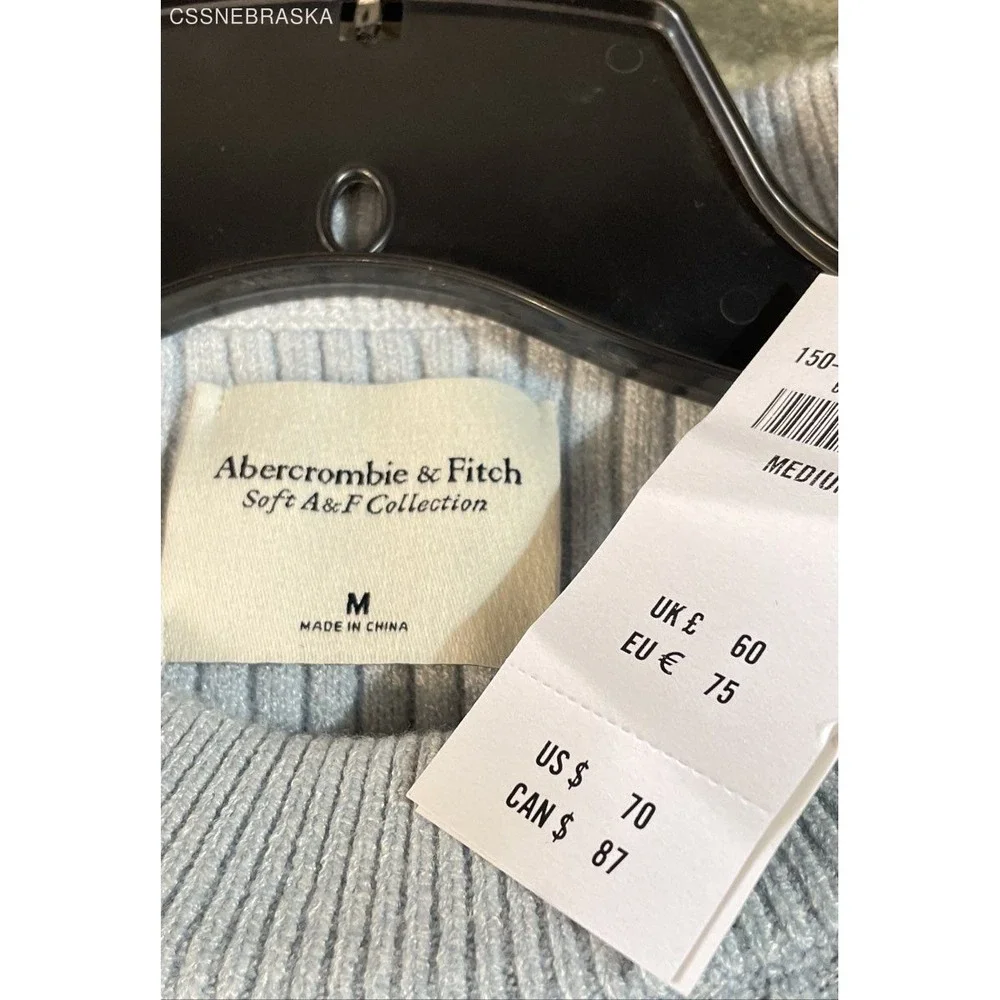 CSSNEBRASKA
Abercrombie & Fitch
Soft A&F Collection
M
MADE IN CHINA
150-
MEDIU
UK £ 60
EU € 75
US $ 70
CAN $ 87